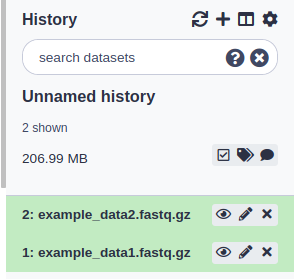 History
search datasets
Unnamed history
2 shown
206.99 MB
2: example_data2.fastq.gz
1: example_data1.fastq.gz